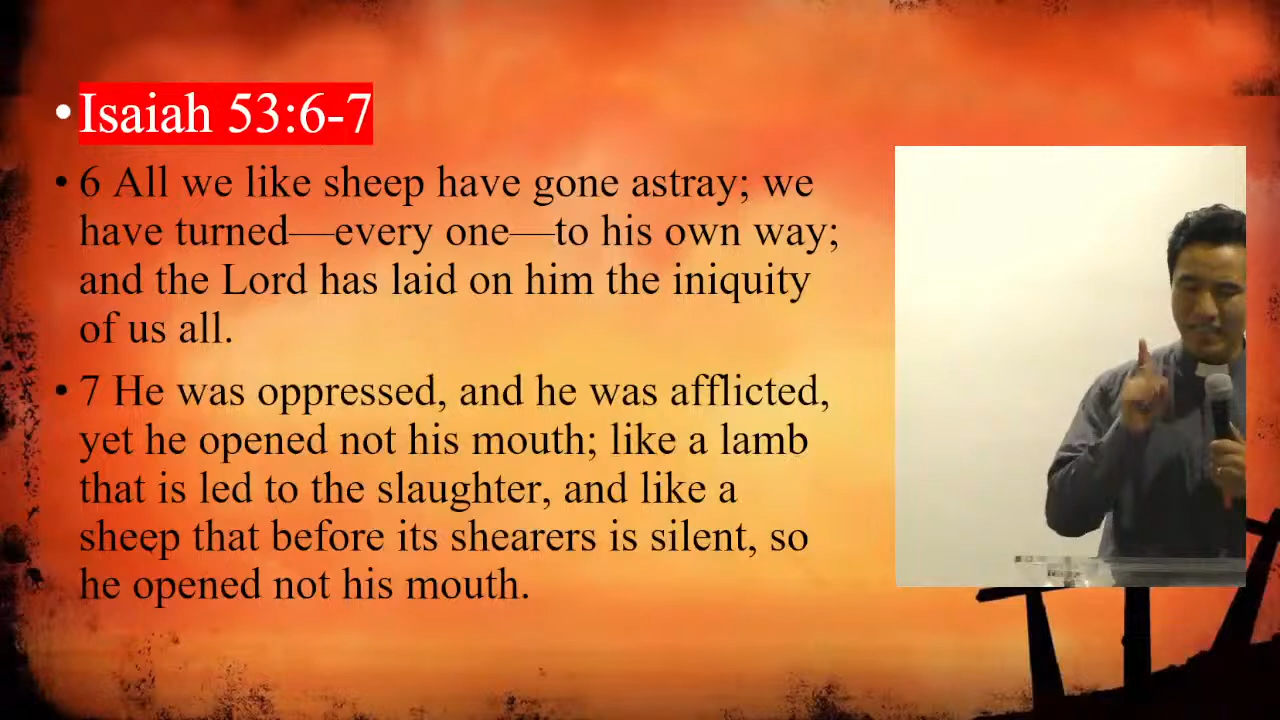 • Isaiah 53:6-7
• 6 All we like sheep have gone astray; we
have turned—every one—to his own way;
and the Lord has laid on him the iniquity
of us all.
• 7 He was oppressed, and he was afflicted,
yet he opened not his mouth; like a lamb
that is led to the slaughter, and like a
sheep that before its shearers is silent, so
he opened not his mouth.